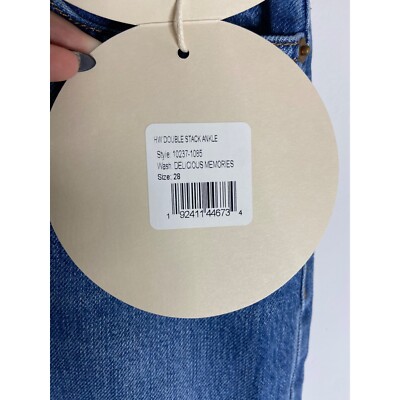 HW DOUBLE STACK ANKLE
Style: 10237-1085
Wash: DELICIOUS MEMORIES
Size: 28
1 92411 44673 4